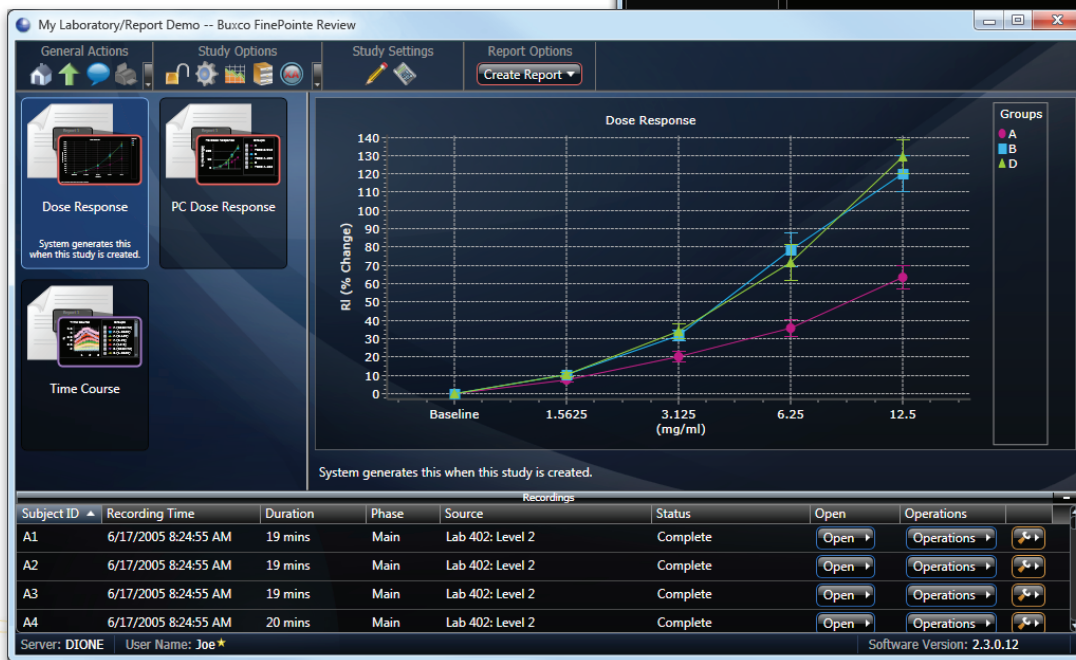 My Laboratory/Report Demo -- Buxco FinePointe Review
General Actions
Study Options
Study Settings
Report Options
Create Report
Dose Response
System generates this
when this study is created.
PC Dose Response
Time Course
Dose Response
RI (% Change)
140
130
120
110
100
90
80
70
60
50
40
30
20
10
0
Baseline 1.5625 3.125 6.25 12.5
(mg/ml)
Groups
A
B
D
System generates this when this study is created.
Recordings
Subject ID Recording Time Duration Phase Source Status Open Operations
A1 6/17/2005 8:24:55 AM 19 mins Main Lab 402: Level 2 Complete Open Operations
A2 6/17/2005 8:24:55 AM 19 mins Main Lab 402: Level 2 Complete Open Operations
A3 6/17/2005 8:24:55 AM 19 mins Main Lab 402: Level 2 Complete Open Operations
A4 6/17/2005 8:24:55 AM 20 mins Main Lab 402: Level 2 Complete Open Operations
Server: DIONE User Name: Joe Software Version: 2.3.0.12